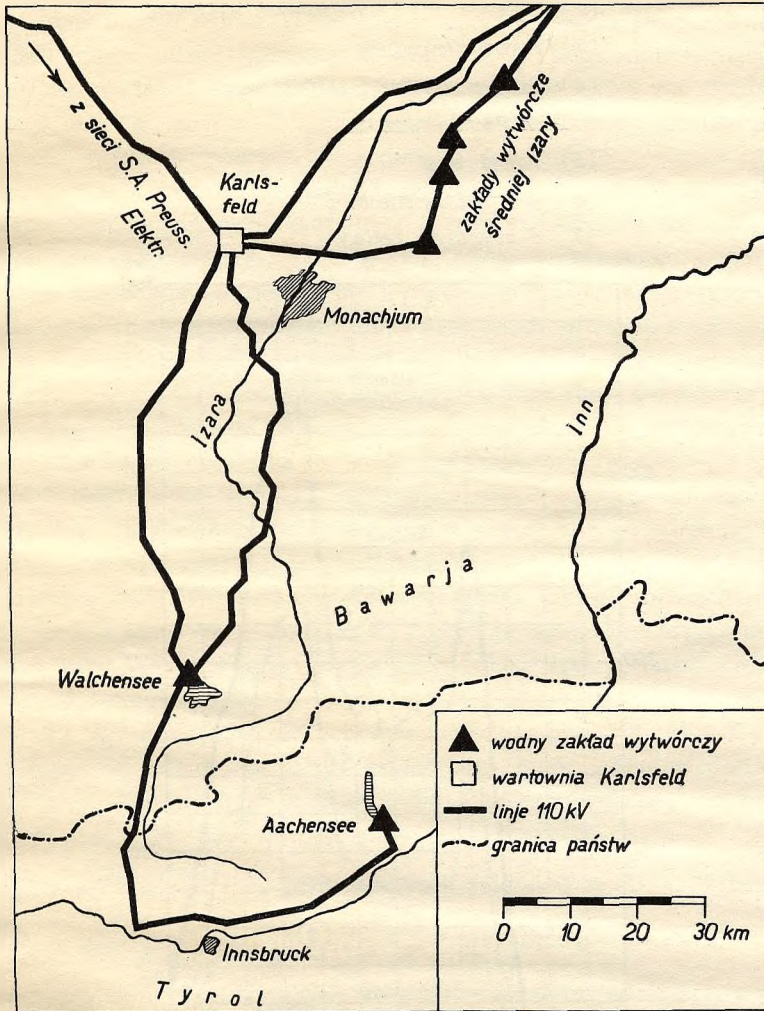 z sieci S.A. Preuss.
Elektr.
Karls-
feld
zakłady wytwórcze
średniej Izary
Monachjum
Izara
Inn
Bawarja
Walchensee
Aachensee
Innsbruck
Tyrol
wodny zakład wytwórczy
wartownia Karlsfeld
linje 110 kV
granica państw
0 10 20 30 km